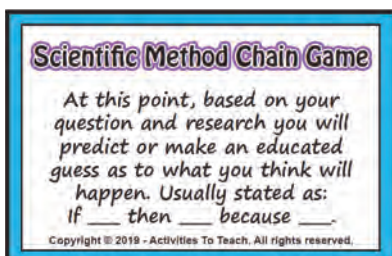 Scientific Method Chain Game
At this point, based on your
question and research you will
predict or make an educated
guess as to what you think will
happen. Usually stated as:
If ___ then ___ because ___.
Copyright © 2019 - Activities To Teach. All rights reserved.